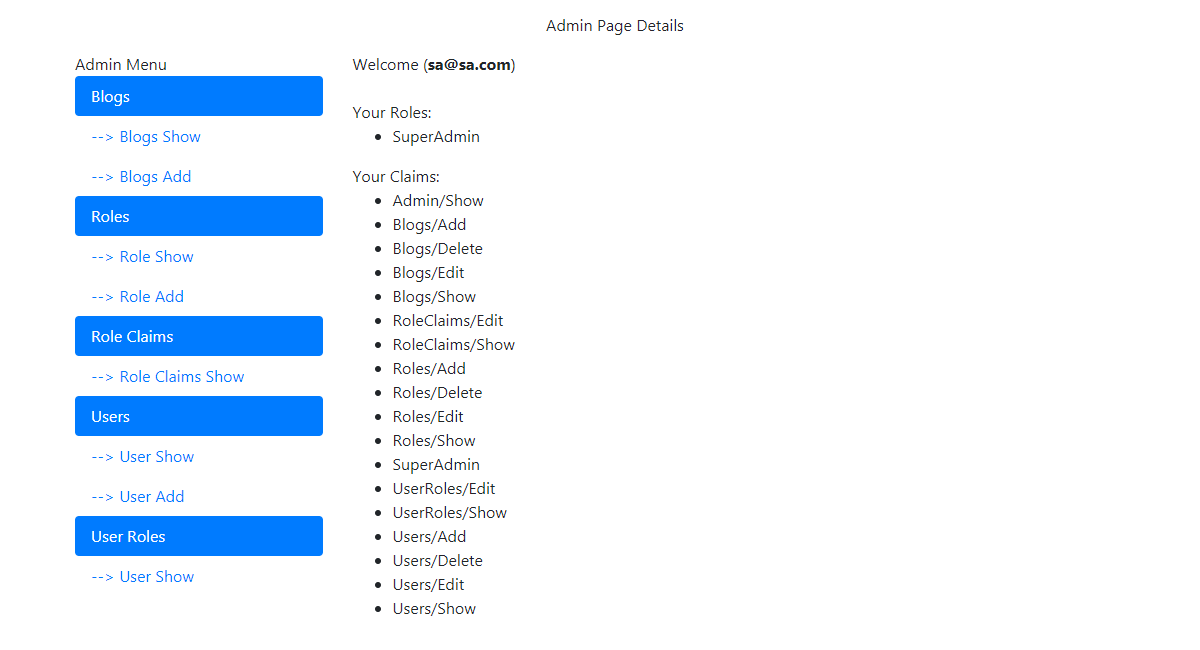 Admin Page Details
Admin Menu
Blogs
--> Blogs Show
--> Blogs Add
Roles
--> Role Show
--> Role Add
Role Claims
--> Role Claims Show
Users
--> User Show
--> User Add
User Roles
--> User Show
Welcome (sa@sa.com)
Your Roles:
SuperAdmin
Your Claims:
Admin/Show
Blogs/Add
Blogs/Delete
Blogs/Edit
Blogs/Show
RoleClaims/Edit
RoleClaims/Show
Roles/Add
Roles/Delete
Roles/Edit
Roles/Show
SuperAdmin
UserRoles/Edit
UserRoles/Show
Users/Add
Users/Delete
Users/Edit
Users/Show